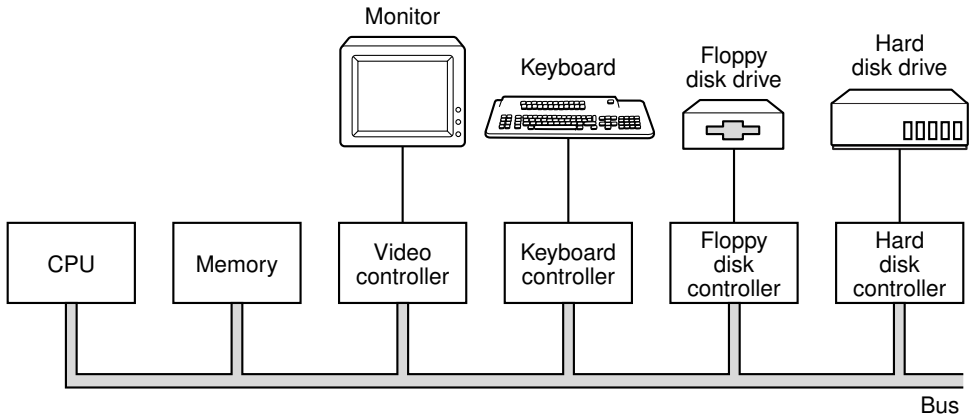 Monitor
Keyboard
Floppy
disk drive
Hard
disk drive
CPU
Memory
Video
controller
Keyboard
controller
Floppy
disk
controller
Hard
disk
controller
Bus